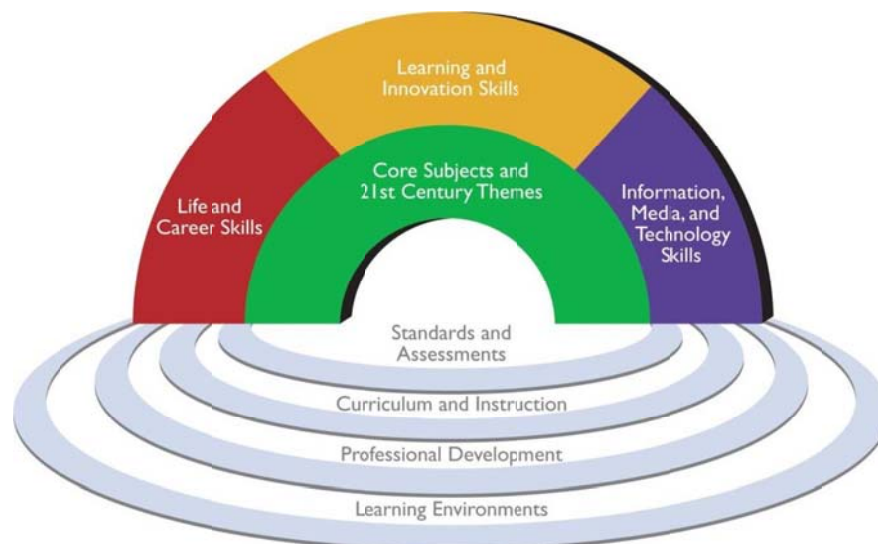 Learning and
Innovation Skills
Core Subjects and
21st Century Themes
Life and
Career Skills
Information,
Media, and
Technology
Skills
Standards and
Assessments
Curriculum and Instruction
Professional Development
Learning Environments